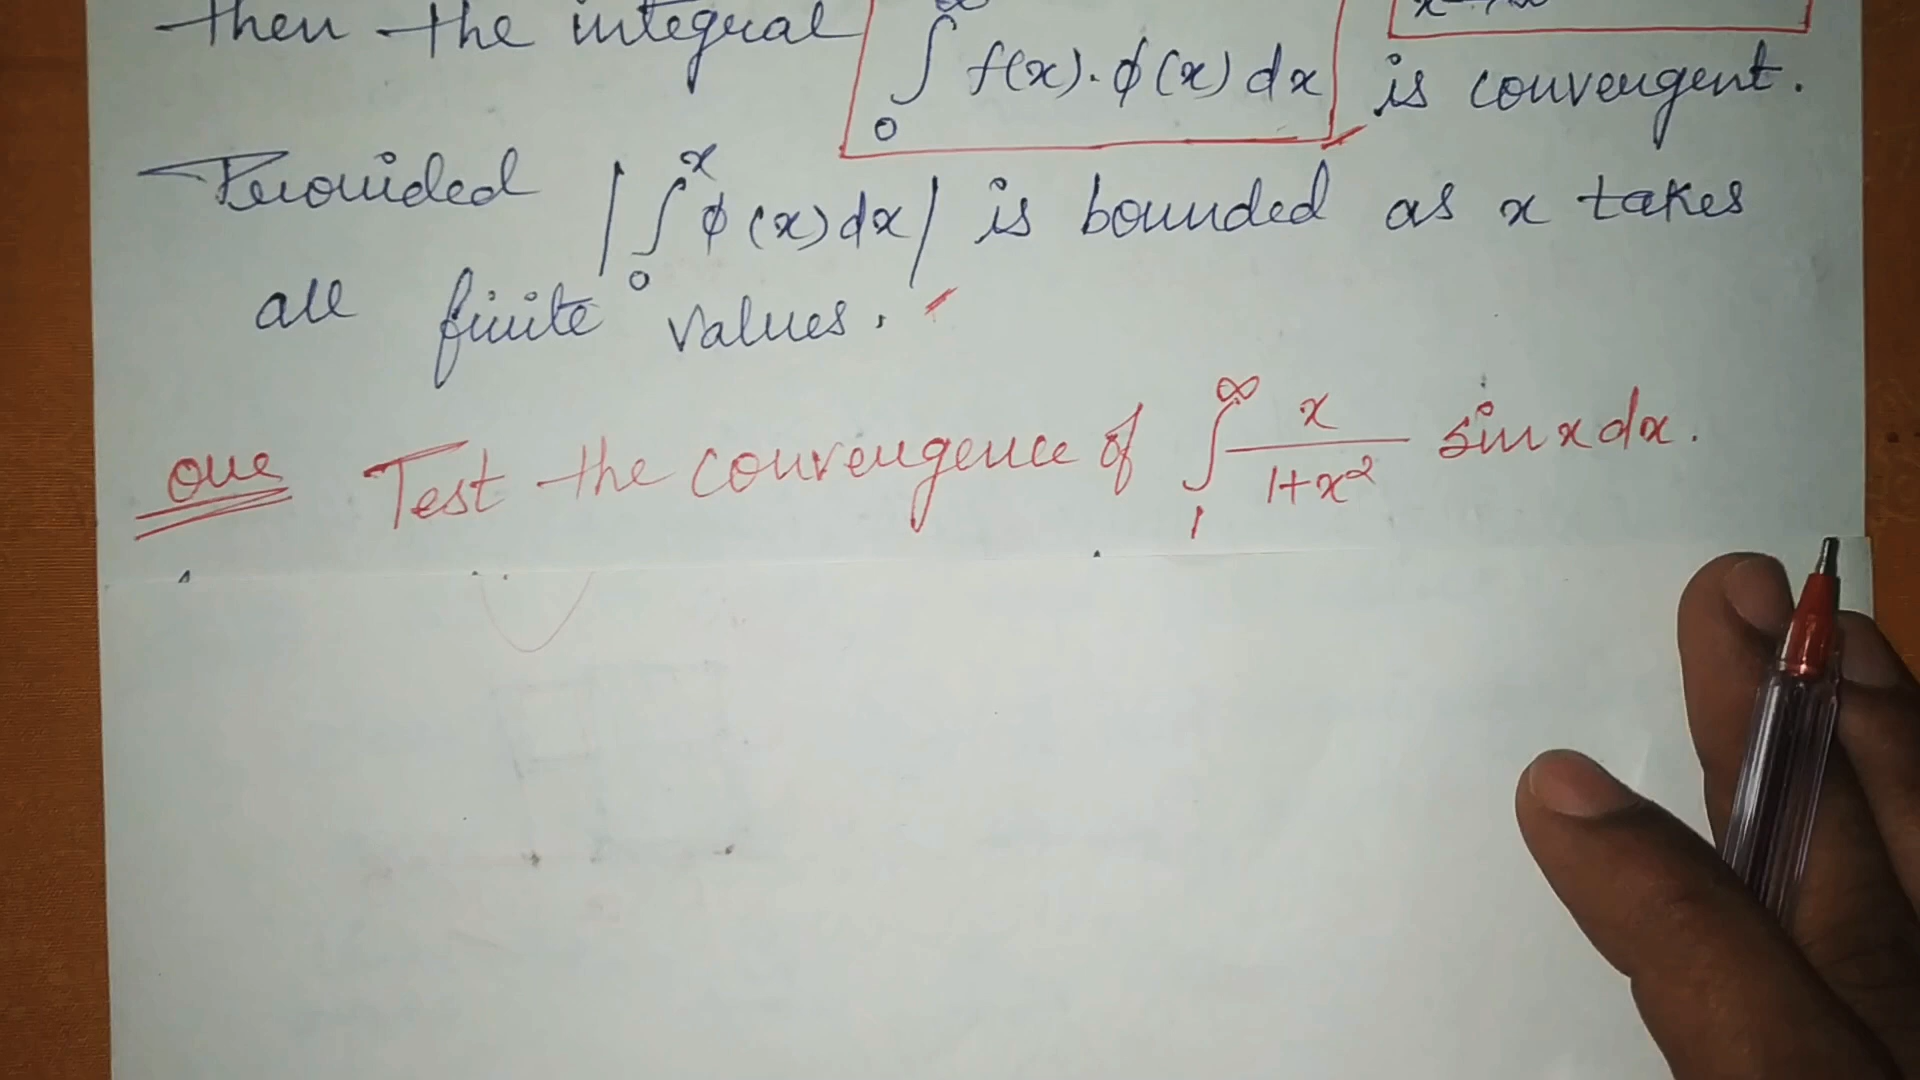 then the integral ∫₀^∞ f(x).ϕ(x) dx is convergent.
Provided |∫₀^x ϕ(x) dx| is bounded as x takes
all finite values.
Que Test the convergence of ∫₁^∞ x/(1+x²) sin x dx.